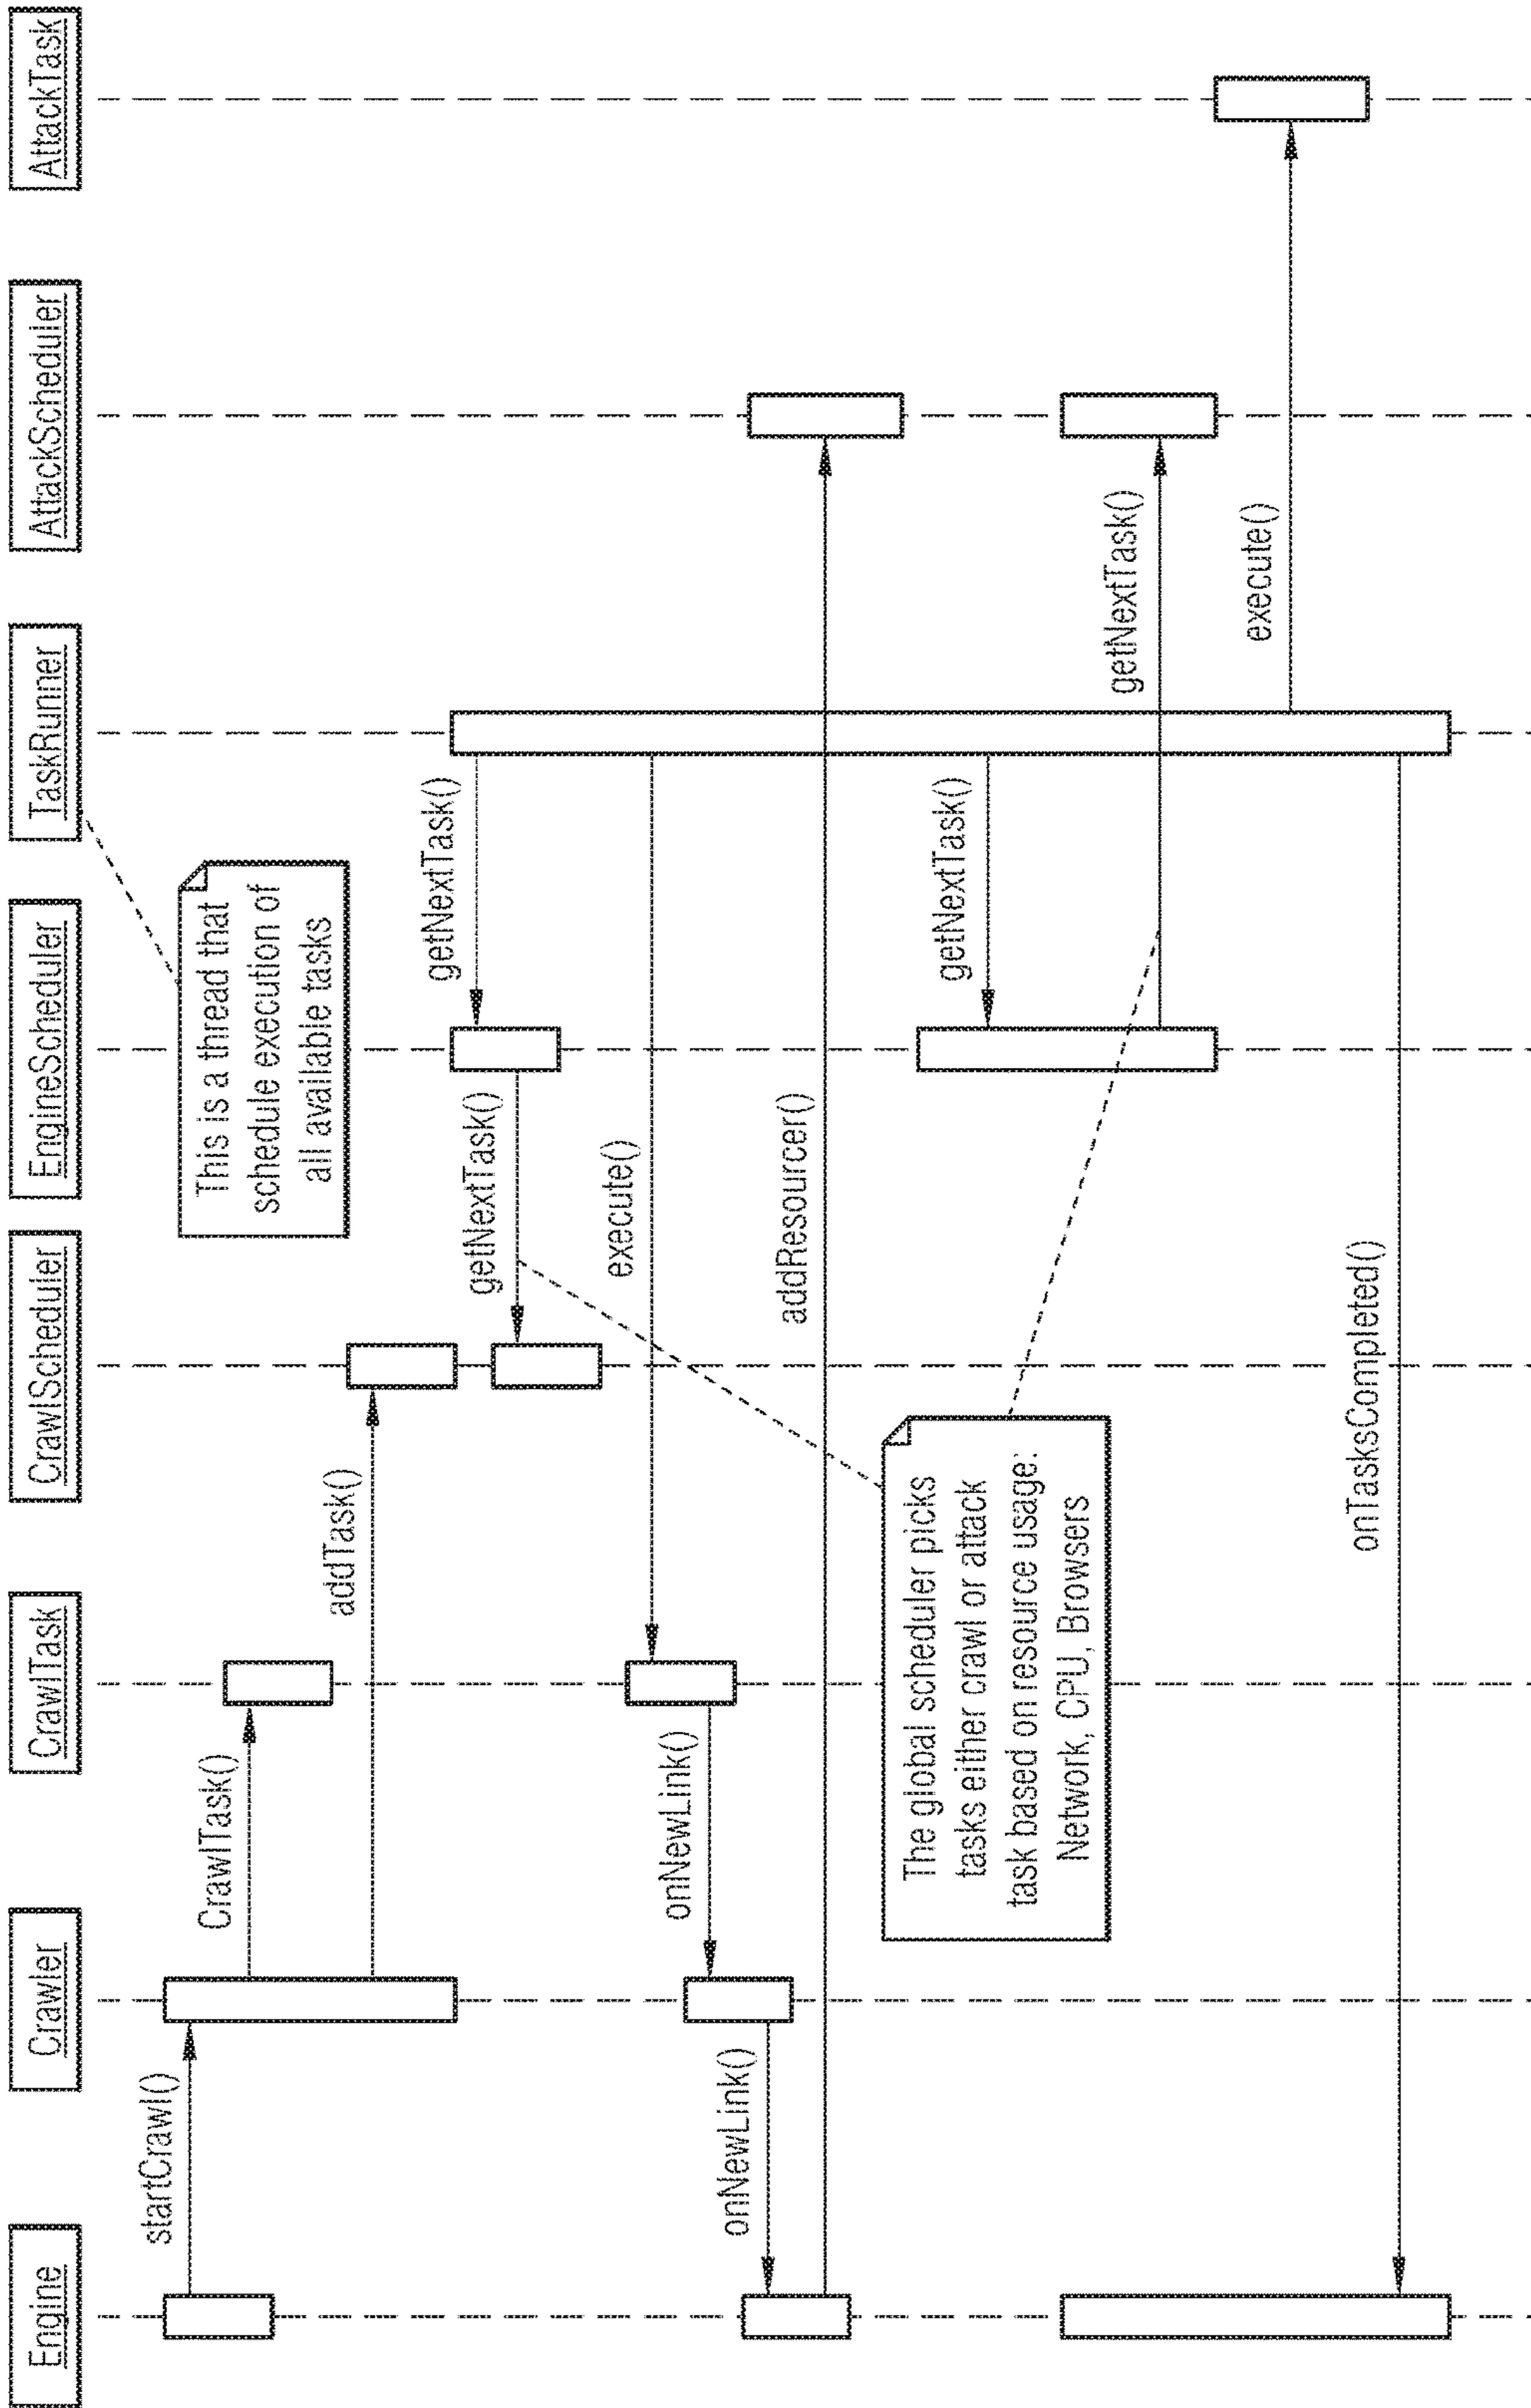 Engine
Crawler
CrawlTask
CrawlScheduler
EngineScheduler
TaskRunner
AttackScheduler
AttackTask
startCrawl()
This is a thread that
schedule execution of
all available tasks
CrawlTask()
addTask()
getNextTask()
getNextTask()
execute()
onNewLink()
onNewLink()
addResourcer()
The global scheduler picks
tasks either crawl or attack
task based on resource usage:
Network, CPU, Browsers
getNextTask()
getNextTask()
execute()
onTasksCompleted()